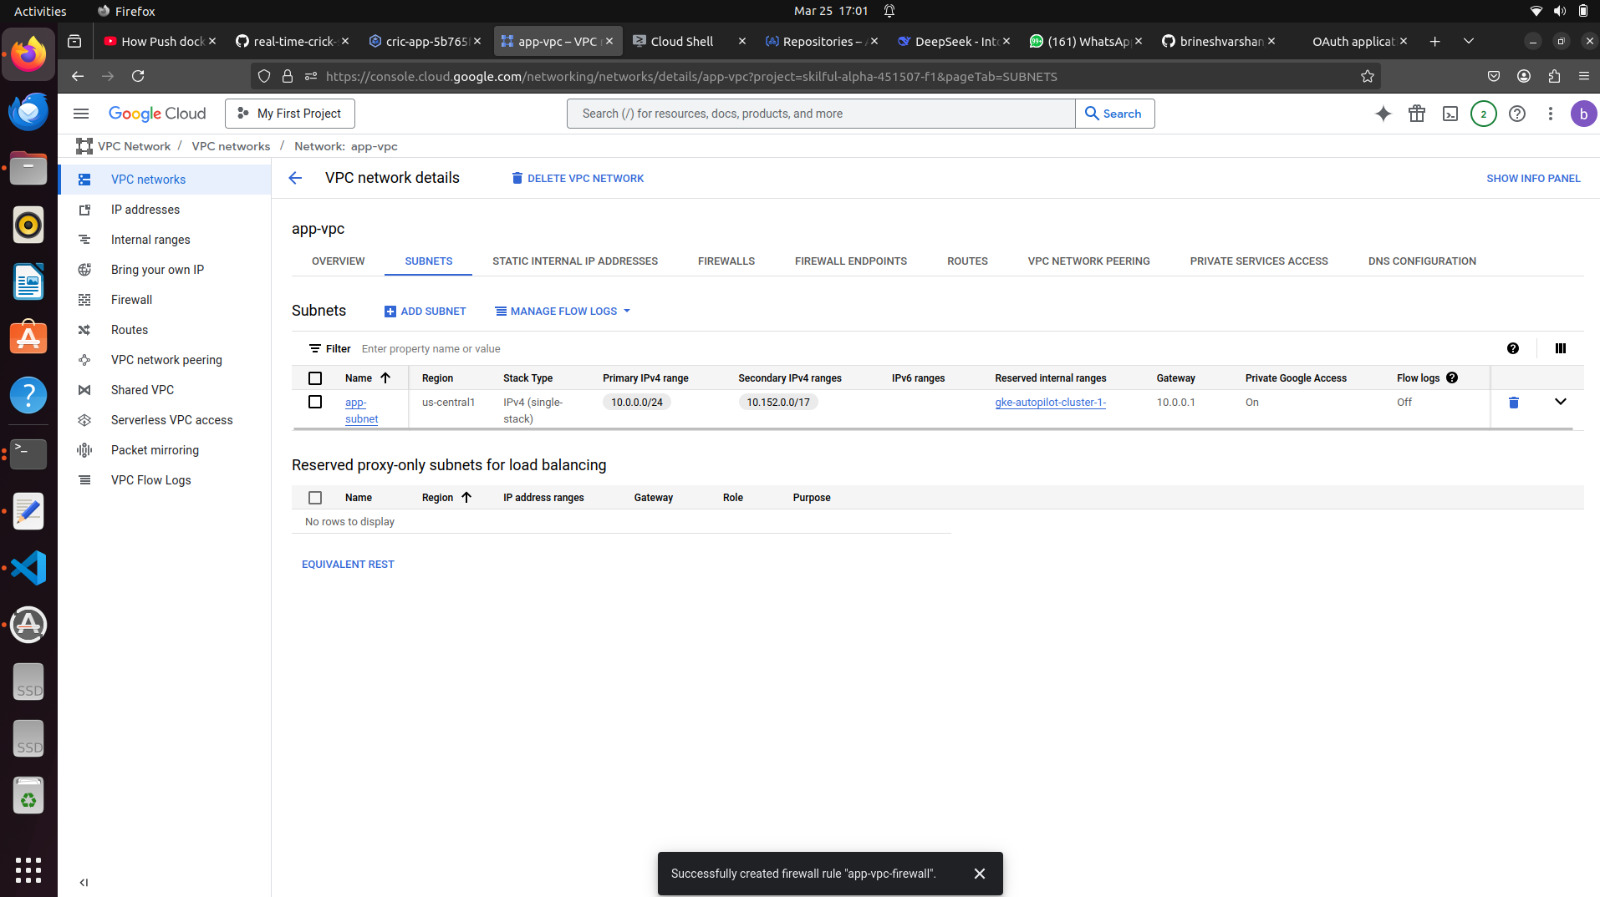 Activities
Firefox
Mar 25 17:01
How Push dock
real-time-crick-
cric-app-5b765
app-vpc – VPC
Cloud Shell
Repositories –
DeepSeek - Int
(161) WhatsAp
brineshvarshan
OAuth applicat
https://console.cloud.google.com/networking/networks/details/app-vpc?project=skilful-alpha-451507-f1&pageTab=SUBNETS
Google Cloud
My First Project
Search (/) for resources, docs, products, and more
Search
2
b
VPC Network / VPC networks / Network: app-vpc
VPC networks
IP addresses
Internal ranges
Bring your own IP
Firewall
Routes
VPC network peering
Shared VPC
Serverless VPC access
Packet mirroring
VPC Flow Logs
VPC network details
DELETE VPC NETWORK
SHOW INFO PANEL
app-vpc
OVERVIEW SUBNETS STATIC INTERNAL IP ADDRESSES FIREWALLS FIREWALL ENDPOINTS ROUTES VPC NETWORK PEERING PRIVATE SERVICES ACCESS DNS CONFIGURATION
Subnets ADD SUBNET MANAGE FLOW LOGS
Filter Enter property name or value
Name Region Stack Type Primary IPv4 range Secondary IPv4 ranges IPv6 ranges Reserved internal ranges Gateway Private Google Access Flow logs
app- us-central1 IPv4 (single- 10.0.0.0/24 10.152.0.0/17 gke-autopilot-cluster-1- 10.0.0.1 On Off
subnet stack)
Reserved proxy-only subnets for load balancing
Name Region IP address ranges Gateway Role Purpose
No rows to display
EQUIVALENT REST
Successfully created firewall rule "app-vpc-firewall".
SSD
SSD